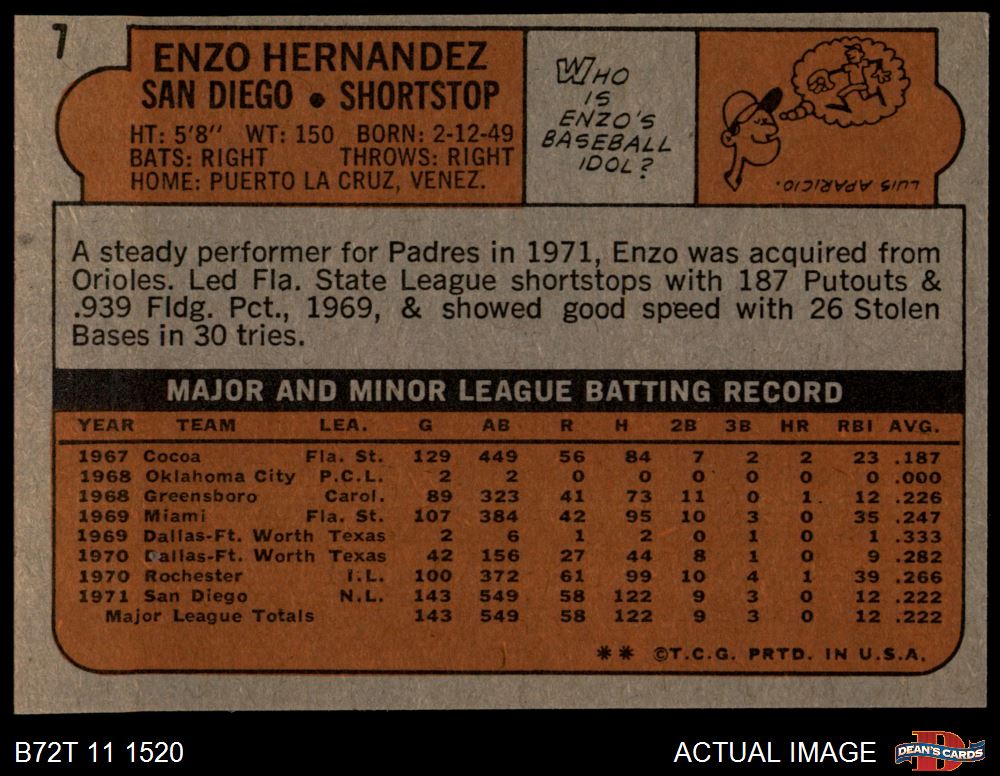 7
ENZO HERNANDEZ
SAN DIEGO • SHORTSTOP
HT: 5'8" WT: 150 BORN: 2-12-49
BATS: RIGHT THROWS: RIGHT
HOME: PUERTO LA CRUZ, VENEZ.
WHO
IS
ENZO'S
BASEBALL
IDOL?
LUIS APARICIO.
A steady performer for Padres in 1971, Enzo was acquired from
Orioles. Led Fla. State League shortstops with 187 Putouts &
.939 Fldg. Pct., 1969, & showed good speed with 26 Stolen
Bases in 30 tries.
MAJOR AND MINOR LEAGUE BATTING RECORD
YEAR TEAM LEA. G AB R H 2B 3B HR RBI AVG.
1967 Cocoa Fla. St. 129 449 56 84 7 2 2 23 .187
1968 Oklahoma City P.C.L. 2 2 0 0 0 0 0 0 .000
1968 Greensboro Carol. 89 323 41 73 11 0 1 12 .226
1969 Miami Fla. St. 107 384 42 95 10 3 0 35 .247
1969 Dallas-Ft. Worth Texas 2 6 1 2 0 1 0 1 .333
1970 Dallas-Ft. Worth Texas 42 156 27 44 8 1 0 9 .282
1970 Rochester I.L. 100 372 61 99 10 4 1 39 .266
1971 San Diego N.L. 143 549 58 122 9 3 0 12 .222
Major League Totals 143 549 58 122 9 3 0 12 .222
** ©T.C.G. PRTD. IN U.S.A.
B72T 11 1520
ACTUAL IMAGE
D
DEAN'S CARDS